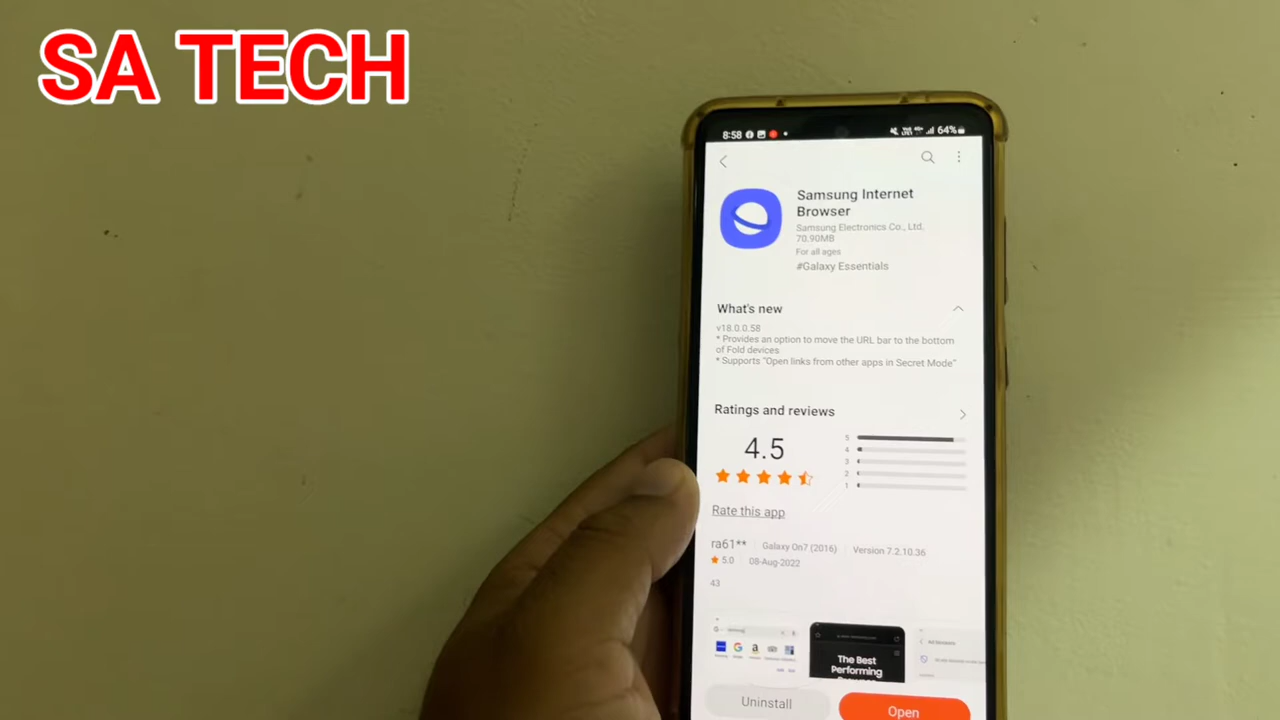 SA TECH
8:58
64%
Samsung Internet
Browser
Samsung Electronics Co., Ltd.
70.90MB
For all ages
#Galaxy Essentials
What's new
v18.0.0.58
* Provides an option to move the URL bar to the bottom
of Fold devices
* Supports "Open links from other apps in Secret Mode"
Ratings and reviews
4.5
5
4
3
2
1
Rate this app
ra61** Galaxy On7 (2016) Version 7.2.10.36
5.0 08-Aug-2022
43
The Best
Performing
Uninstall
Open